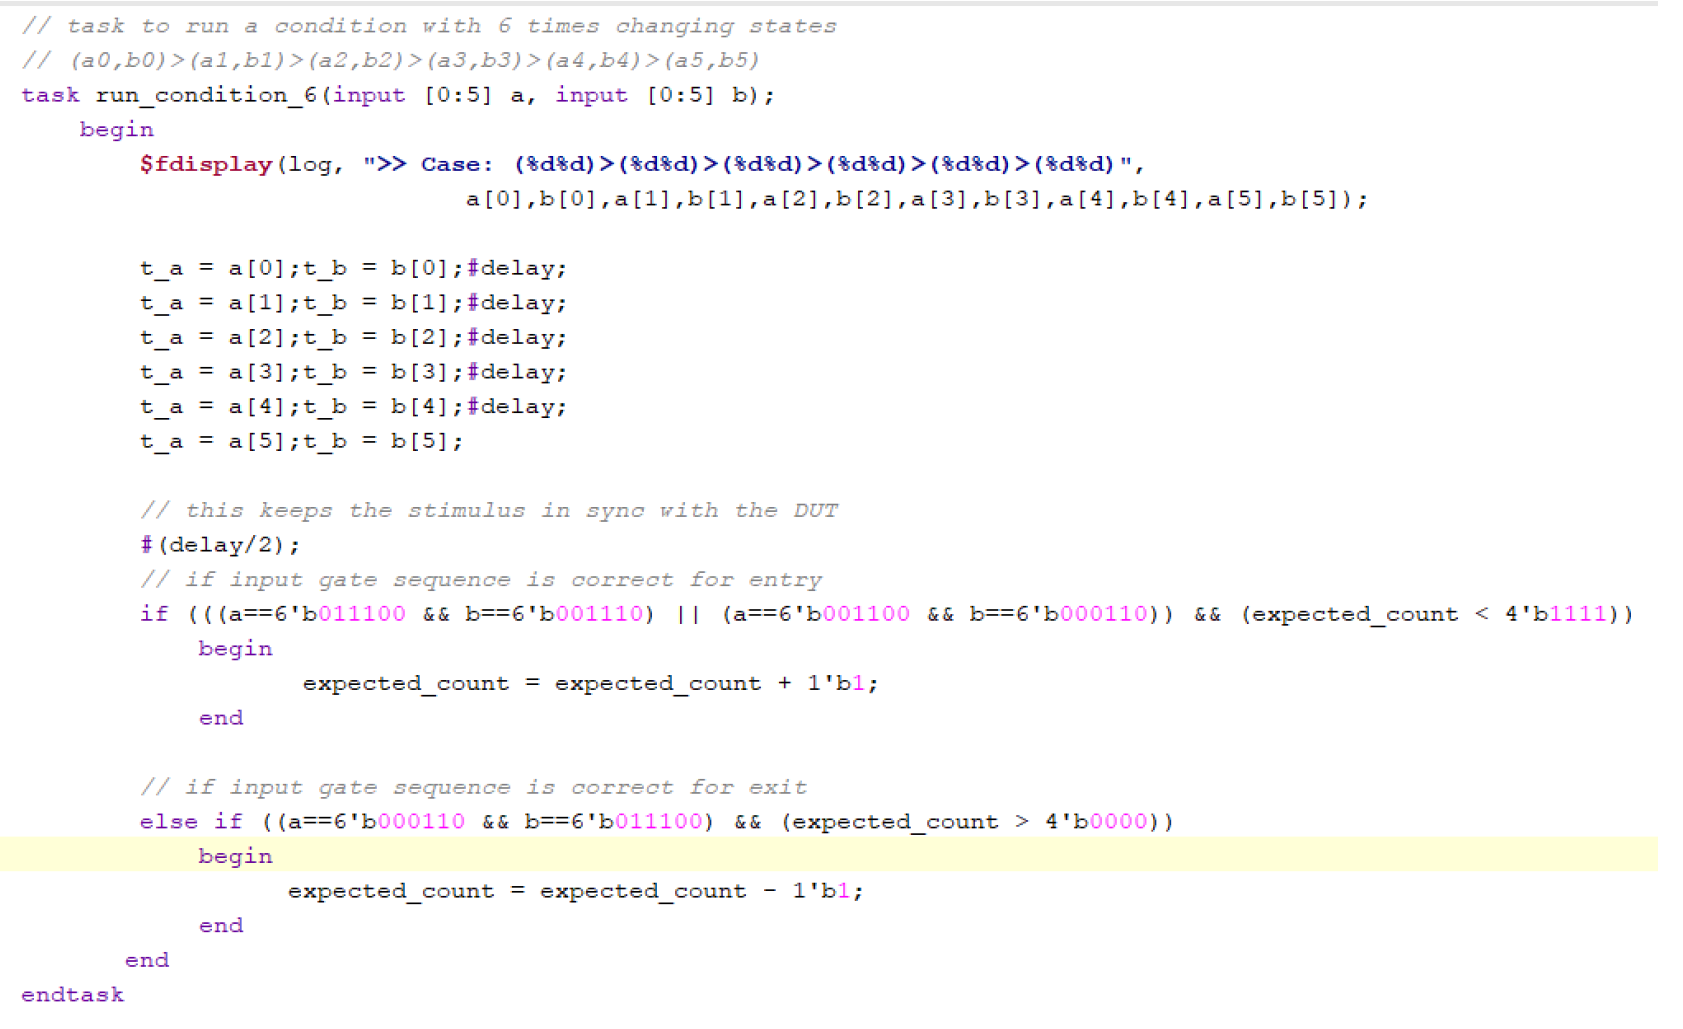 // task to run a condition with 6 times changing states
// (a0,b0)>(a1,b1)>(a2,b2)>(a3,b3)>(a4,b4)>(a5,b5)
task run_condition_6(input [0:5] a, input [0:5] b);
begin
$fdisplay(log, ">> Case: (%d%d)>(%d%d)>(%d%d)>(%d%d)>(%d%d)>(%d%d)",
a[0],b[0],a[1],b[1],a[2],b[2],a[3],b[3],a[4],b[4],a[5],b[5]);
t_a = a[0];t_b = b[0];#delay;
t_a = a[1];t_b = b[1];#delay;
t_a = a[2];t_b = b[2];#delay;
t_a = a[3];t_b = b[3];#delay;
t_a = a[4];t_b = b[4];#delay;
t_a = a[5];t_b = b[5];
// this keeps the stimulus in sync with the DUT
#(delay/2);
// if input gate sequence is correct for entry
if (((a==6'b011100 && b==6'b001110) || (a==6'b001100 && b==6'b000110)) && (expected_count < 4'b1111))
begin
expected_count = expected_count + 1'b1;
end
// if input gate sequence is correct for exit
else if ((a==6'b000110 && b==6'b011100) && (expected_count > 4'b0000))
begin
expected_count = expected_count - 1'b1;
end
end
endtask